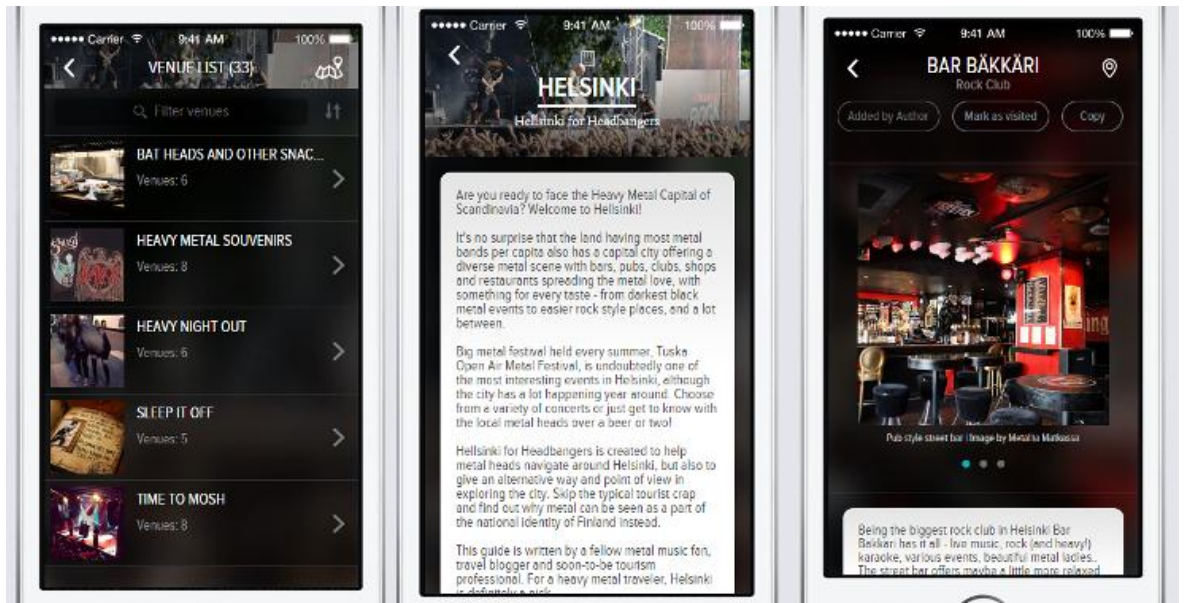 Carrier 9:41 AM 100%
VENUE LIST (33)
Filter venues
BAT HEADS AND OTHER SNAC...
Venues: 6
HEAVY METAL SOUVENIRS
Venues: 8
HEAVY NIGHT OUT
Venues: 6
SLEEP IT OFF
Venues: 5
TIME TO MOSH
Venues: 8
Carrier 9:41 AM 100%
HELSINKI
Helsinki for Headbangers
Are you ready to face the Heavy Metal Capital of
Scandinavia? Welcome to Hellsinki!
It's no surprise that the land having most metal
bands per capita also has a capital city offering a
diverse metal scene with bars, pubs, clubs, shops
and restaurants spreading the metal love, with
something for every taste - from darkest black
metal events to easier rock style places, and a lot
between.
Big metal festival held every summer, Tuska
Open Air Metal Festival, is undoubtedly one of
the most interesting events in Helsinki, although
the city has a lot happening year around. Choose
from a variety of concerts or just get to know with
the local metal heads over a beer or two!
Hellsinki for Headbangers is created to help
metal heads navigate around Helsinki, but also to
give an alternative way and point of view in
exploring the city. Skip the typical tourist crap
and find out why metal can be seen as a part of
the national identity of Finland instead.
This guide is written by a fellow metal music fan,
travel blogger and soon-to-be tourism
professional. For a heavy metal traveler, Helsinki
is definitely a pick
Carrier 9:41 AM 100%
BAR BÄKKÄRI
Rock Club
Added by Author Mark as visited Copy
Pub style street bar | Image by Metallia Matkassa
Being the biggest rock club in Helsinki Bar
Bäkkäri has it all - live music, rock (and heavy!)
karaoke, various events, beautiful metal ladies..
The street bar offers maybe a little more relaxed